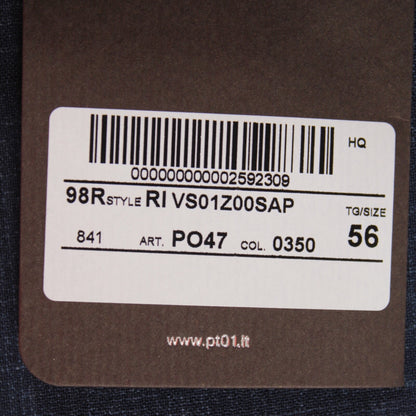 HQ
000000000002592309
98R STYLE RI VS01Z00SAP
TG/SIZE
841 ART. PO47 COL. 0350 56
www.pt01.it